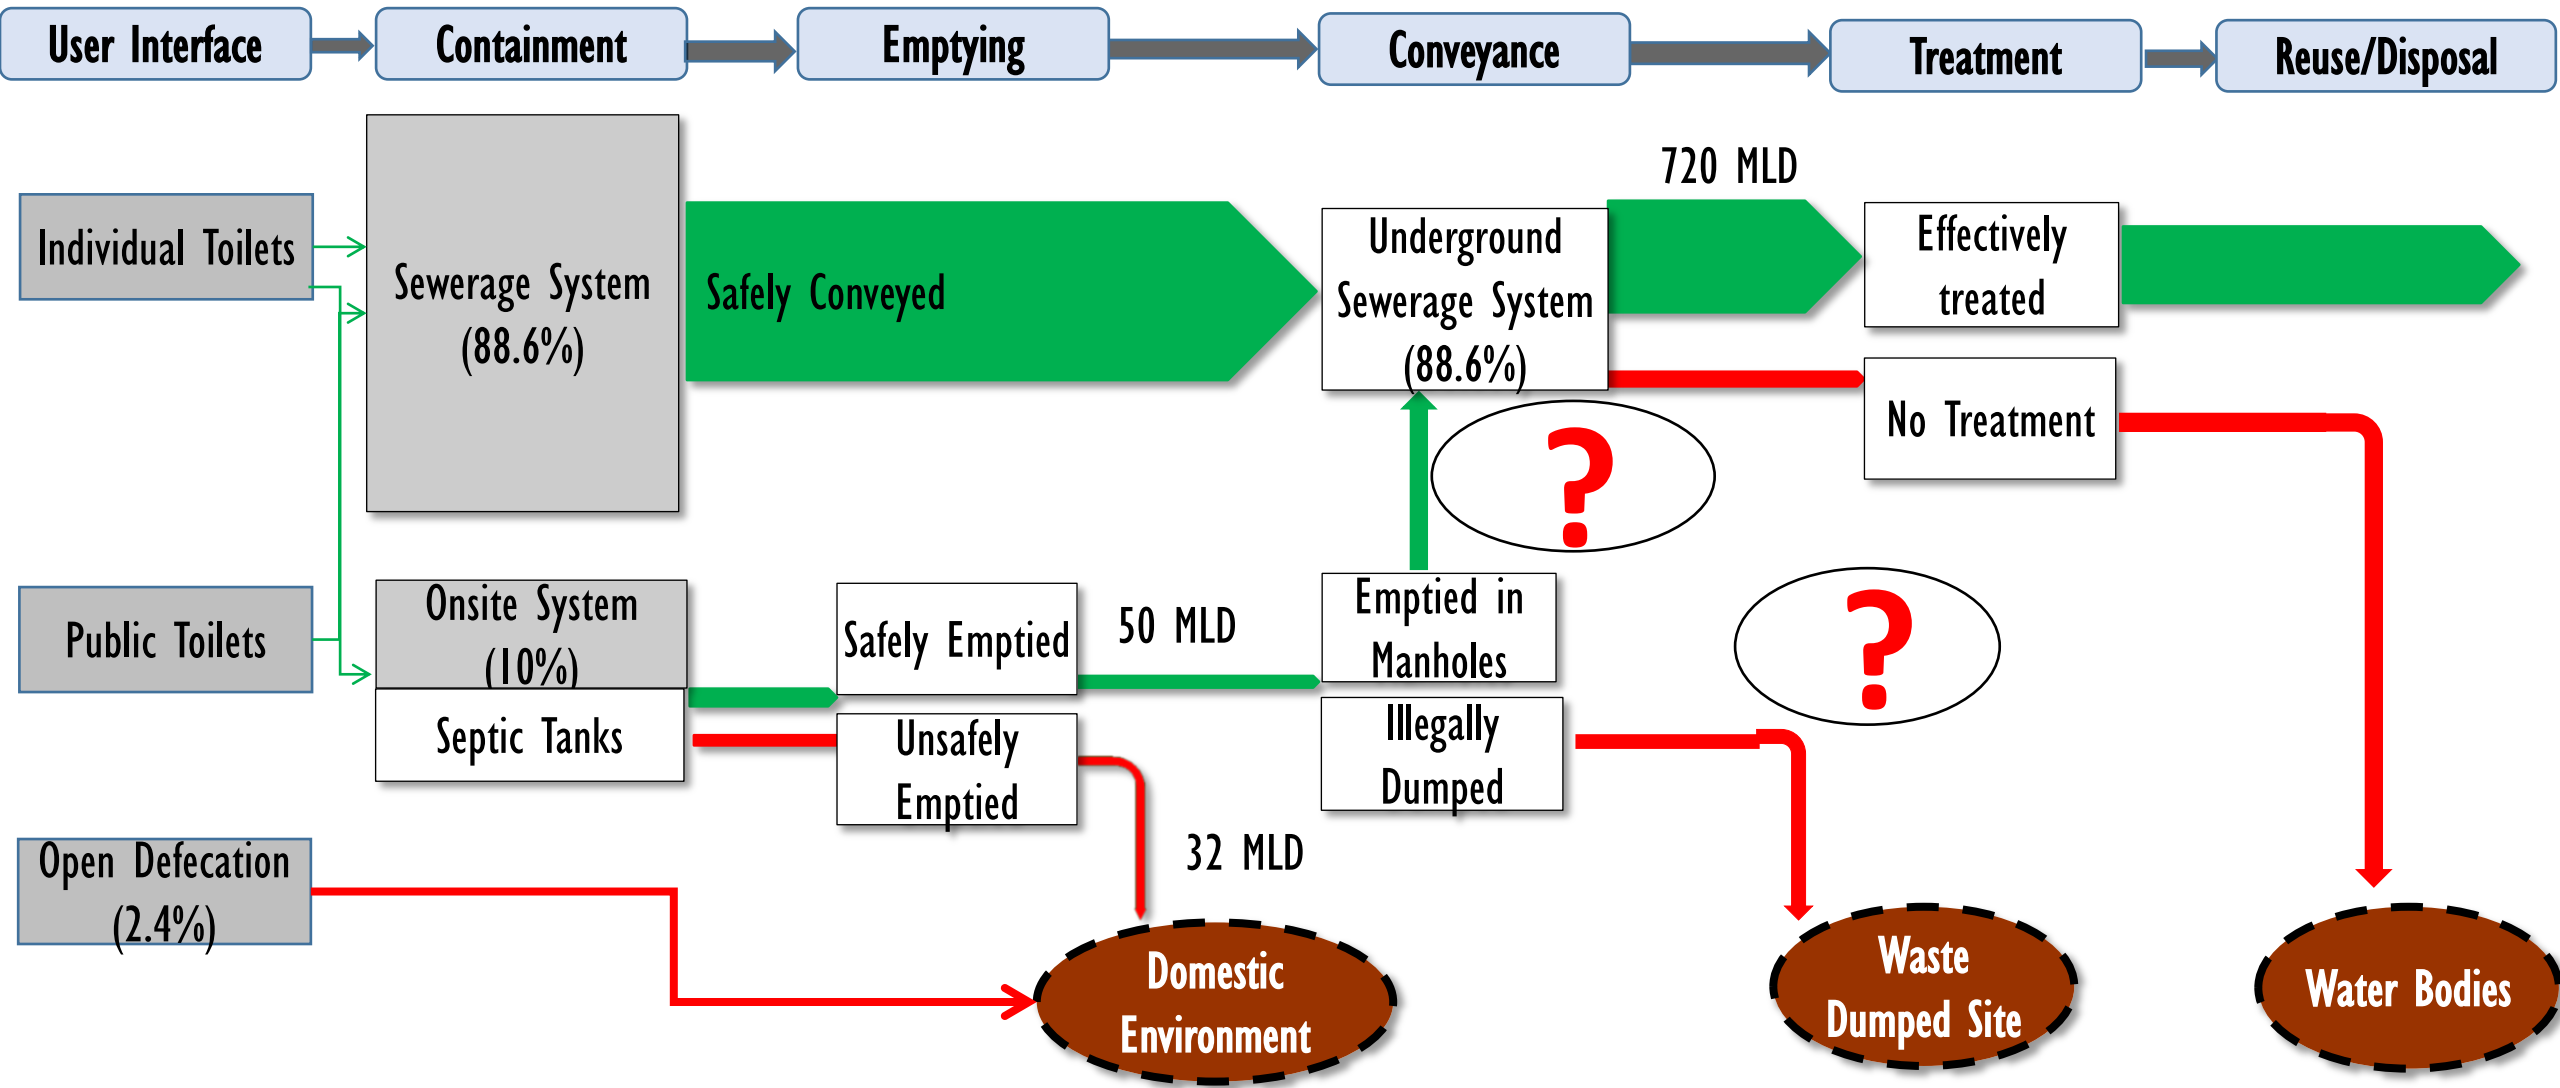 User Interface
Containment
Emptying
Conveyance
Treatment
Reuse/Disposal
720 MLD
Individual Toilets
Sewerage System
(88.6%)
Safely Conveyed
Underground
Sewerage System
(88.6%)
Effectively
treated
No Treatment
?
Public Toilets
Onsite System
(10%)
Septic Tanks
Safely Emptied
50 MLD
Emptied in
Manholes
?
Unsafely
Emptied
Illegally
Dumped
32 MLD
Open Defecation
(2.4%)
Domestic
Environment
Waste
Dumped Site
Water Bodies